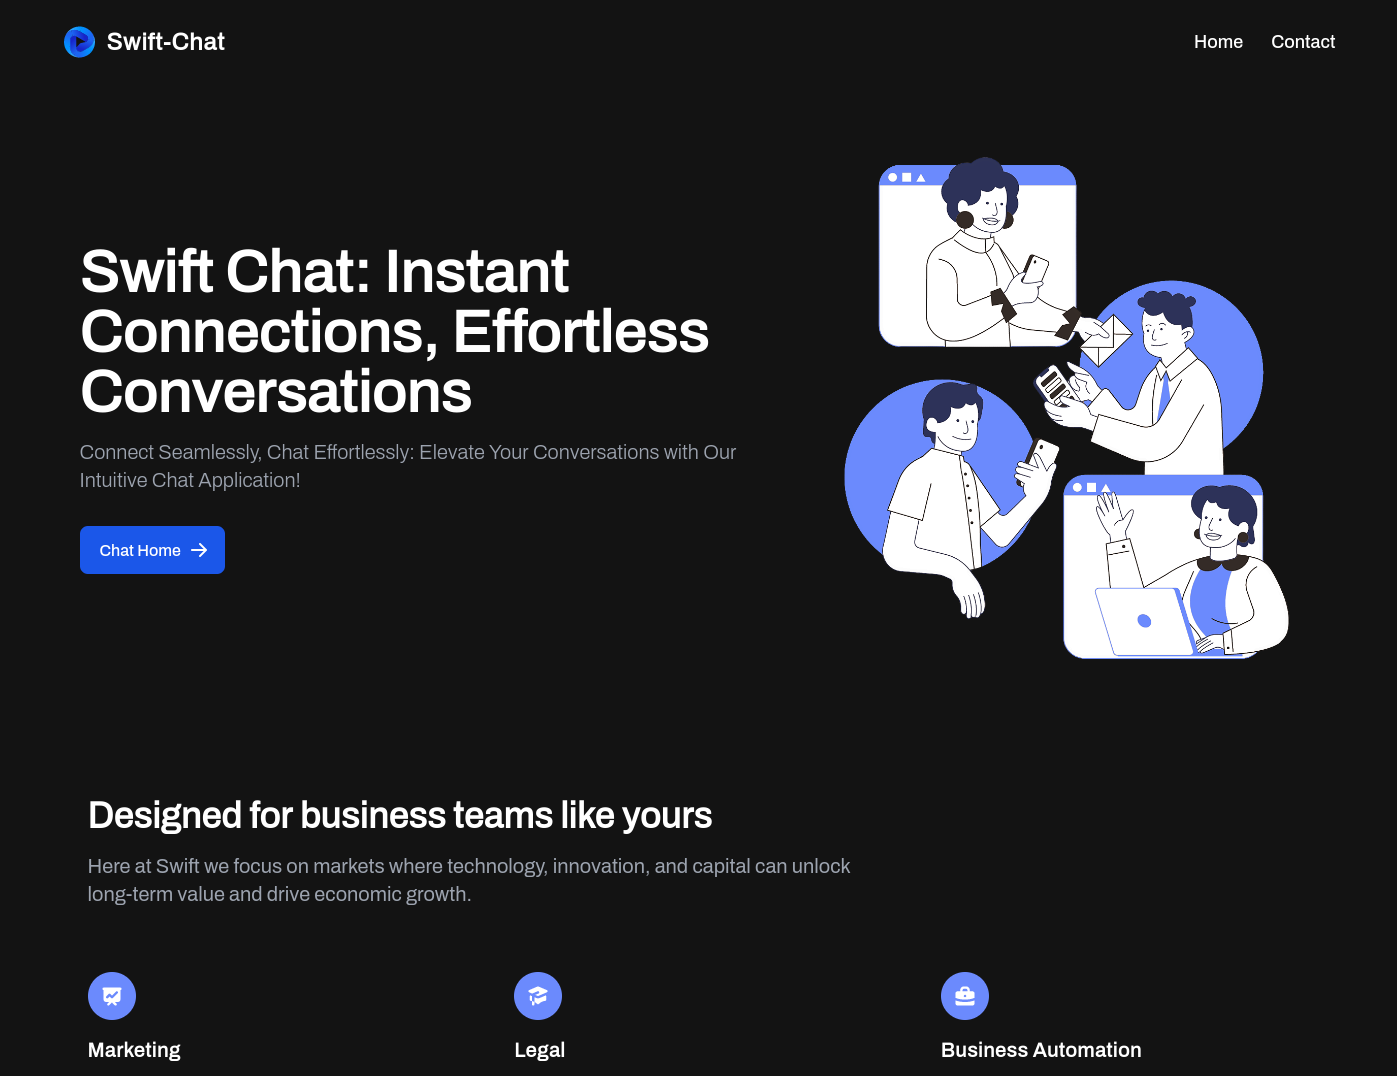 Swift-Chat
Home
Contact
Swift Chat: Instant
Connections, Effortless
Conversations
Connect Seamlessly, Chat Effortlessly: Elevate Your Conversations with Our
Intuitive Chat Application!
Chat Home
Designed for business teams like yours
Here at Swift we focus on markets where technology, innovation, and capital can unlock
long-term value and drive economic growth.
Marketing
Legal
Business Automation